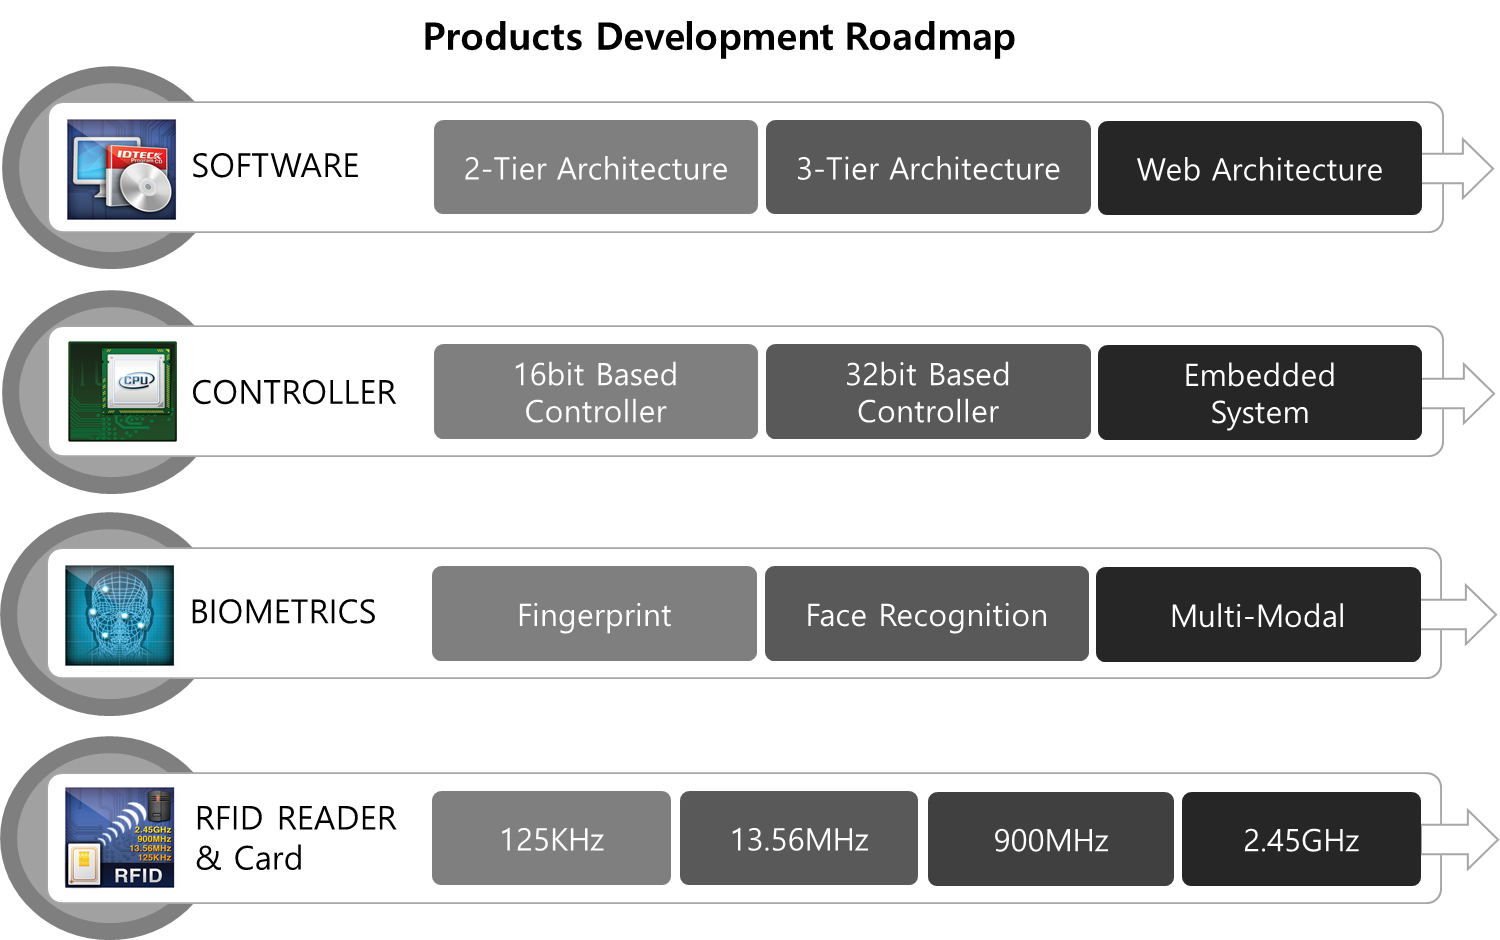 Products Development Roadmap
IDTECK
Program CD
SOFTWARE
2-Tier Architecture
3-Tier Architecture
Web Architecture
CPU
CONTROLLER
16bit Based
Controller
32bit Based
Controller
Embedded
System
BIOMETRICS
Fingerprint
Face Recognition
Multi-Modal
2.45GHz
900MHz
13.56MHz
125KHz
RFID
RFID READER
& Card
125KHz
13.56MHz
900MHz
2.45GHz